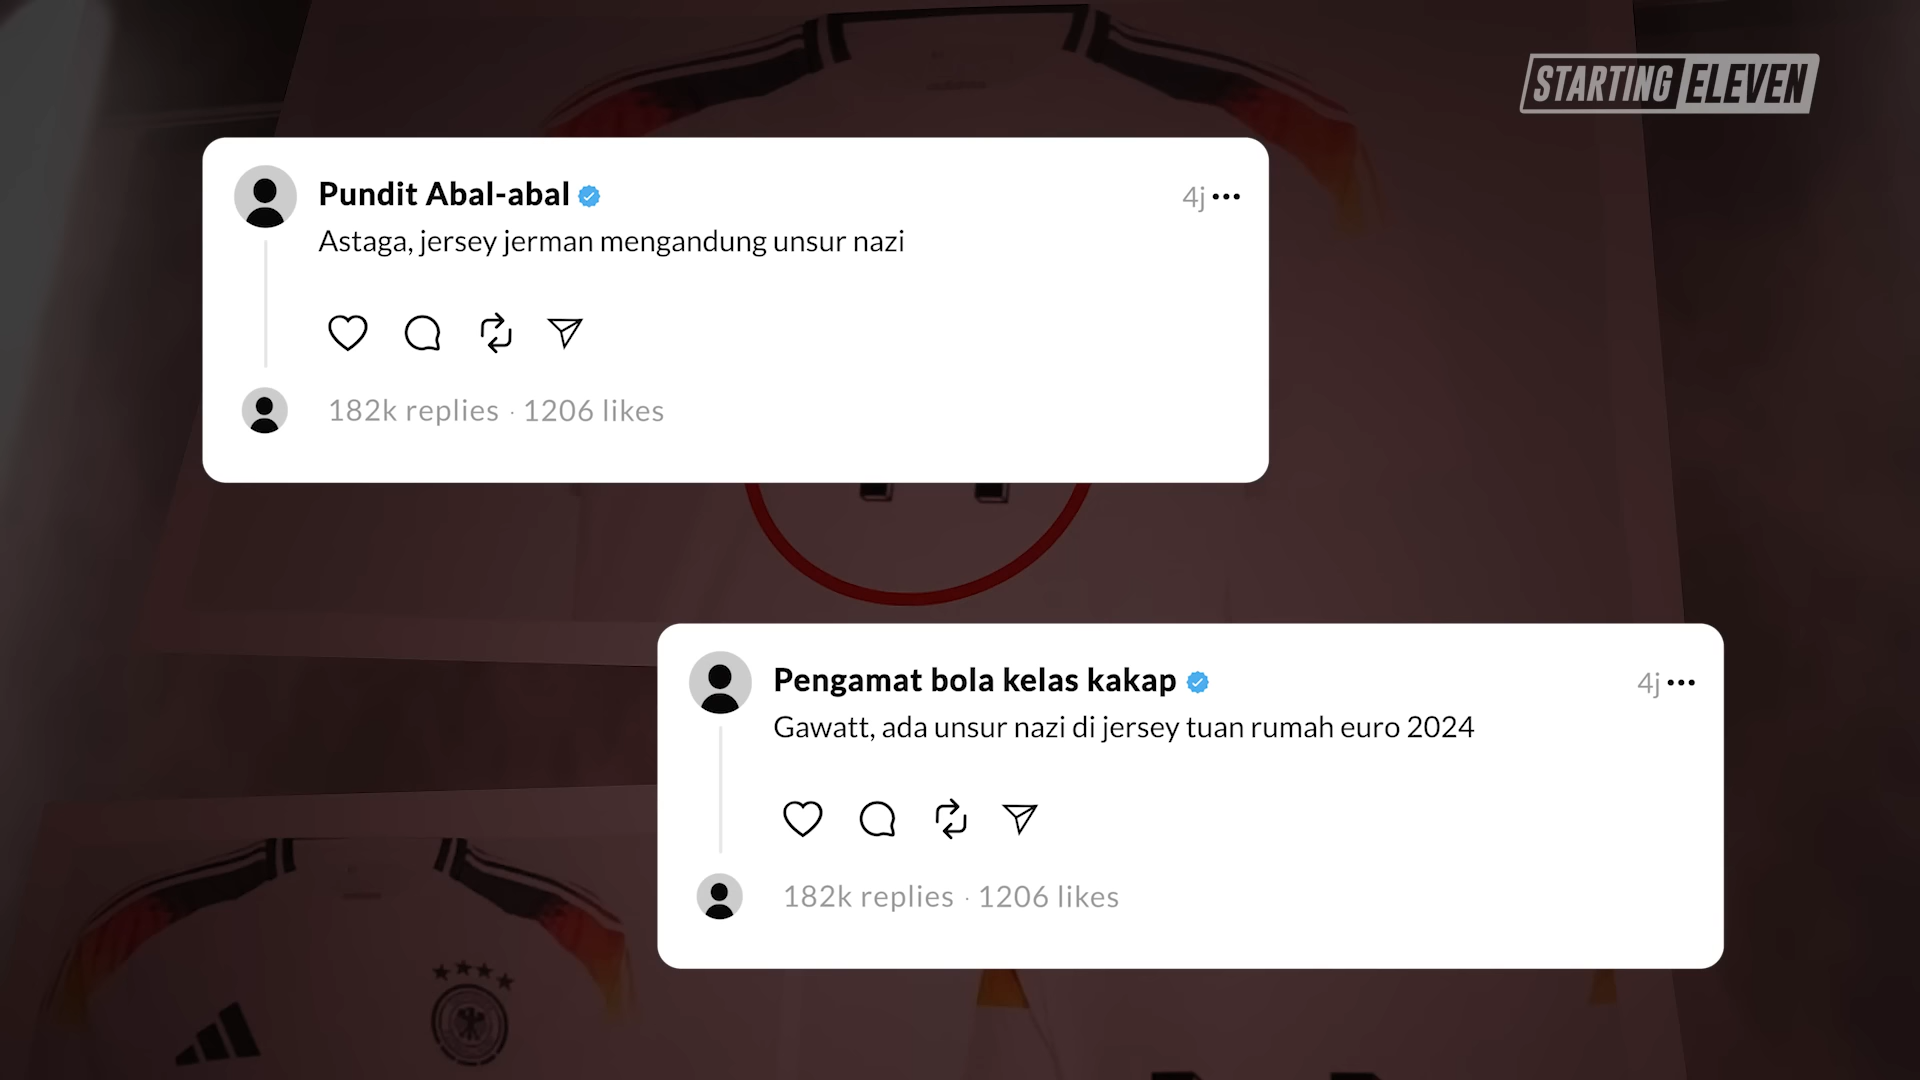 STARTING ELEVEN
Pundit Abal-abal
4j
Astaga, jersey jerman mengandung unsur nazi
182k replies · 1206 likes
Pengamat bola kelas kakap
4j
Gawatt, ada unsur nazi di jersey tuan rumah euro 2024
182k replies · 1206 likes